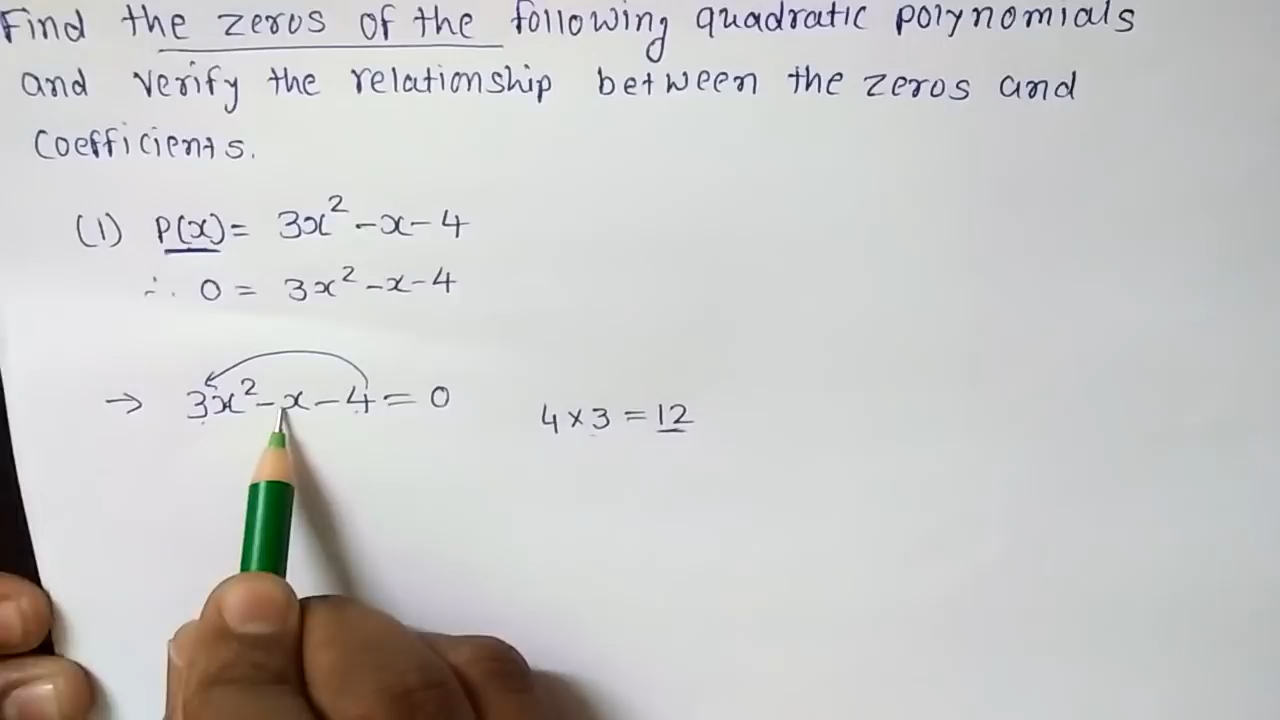 Find the zeros of the following quadratic polynomials
and verify the relationship between the zeros and
Coefficients.
(1) P(x) = 3x² - x - 4
∴ 0 = 3x² - x - 4
→ 3x² - x - 4 = 0
4 × 3 = 12